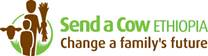 Send a Cow ETHIOPIA
Change a family's future